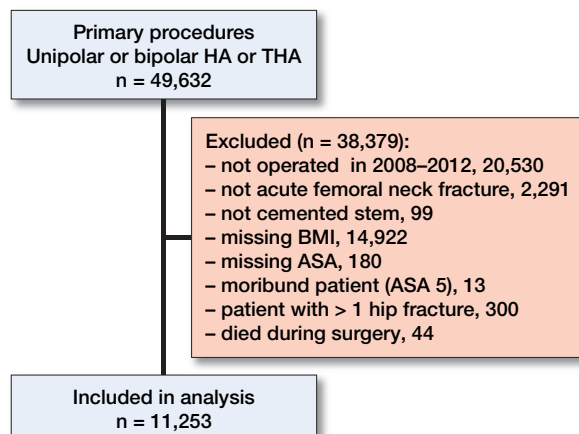 Primary procedures
Unipolar or bipolar HA or THA
n = 49,632
Excluded (n = 38,379):
– not operated in 2008–2012, 20,530
– not acute femoral neck fracture, 2,291
– not cemented stem, 99
– missing BMI, 14,922
– missing ASA, 180
– moribund patient (ASA 5), 13
– patient with > 1 hip fracture, 300
– died during surgery, 44
Included in analysis
n = 11,253